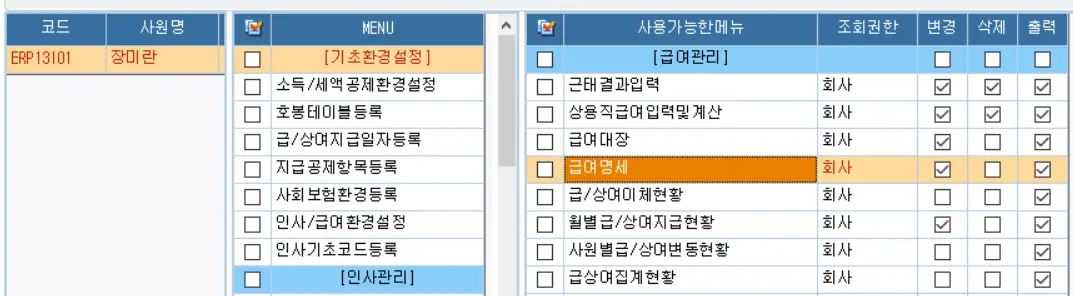 코드 사원명 MENU 사용가능한메뉴 조회권한 변경 삭제 출력
ERP13I01 장미란 [기초환경설정] [급여관리]
소득/세액공제환경설정 근태결과입력 회사
호봉테이블등록 상용직급여입력및계산 회사
급/상여지급일자등록 급여대장 회사
지급공제항목등록 급여명세 회사
사회보험환경등록 급/상여이체현황 회사
인사/급여환경설정 월별급/상여지급현황 회사
인사기초코드등록 사원별급/상여변동현황 회사
[인사관리] 급상여집계현황 회사